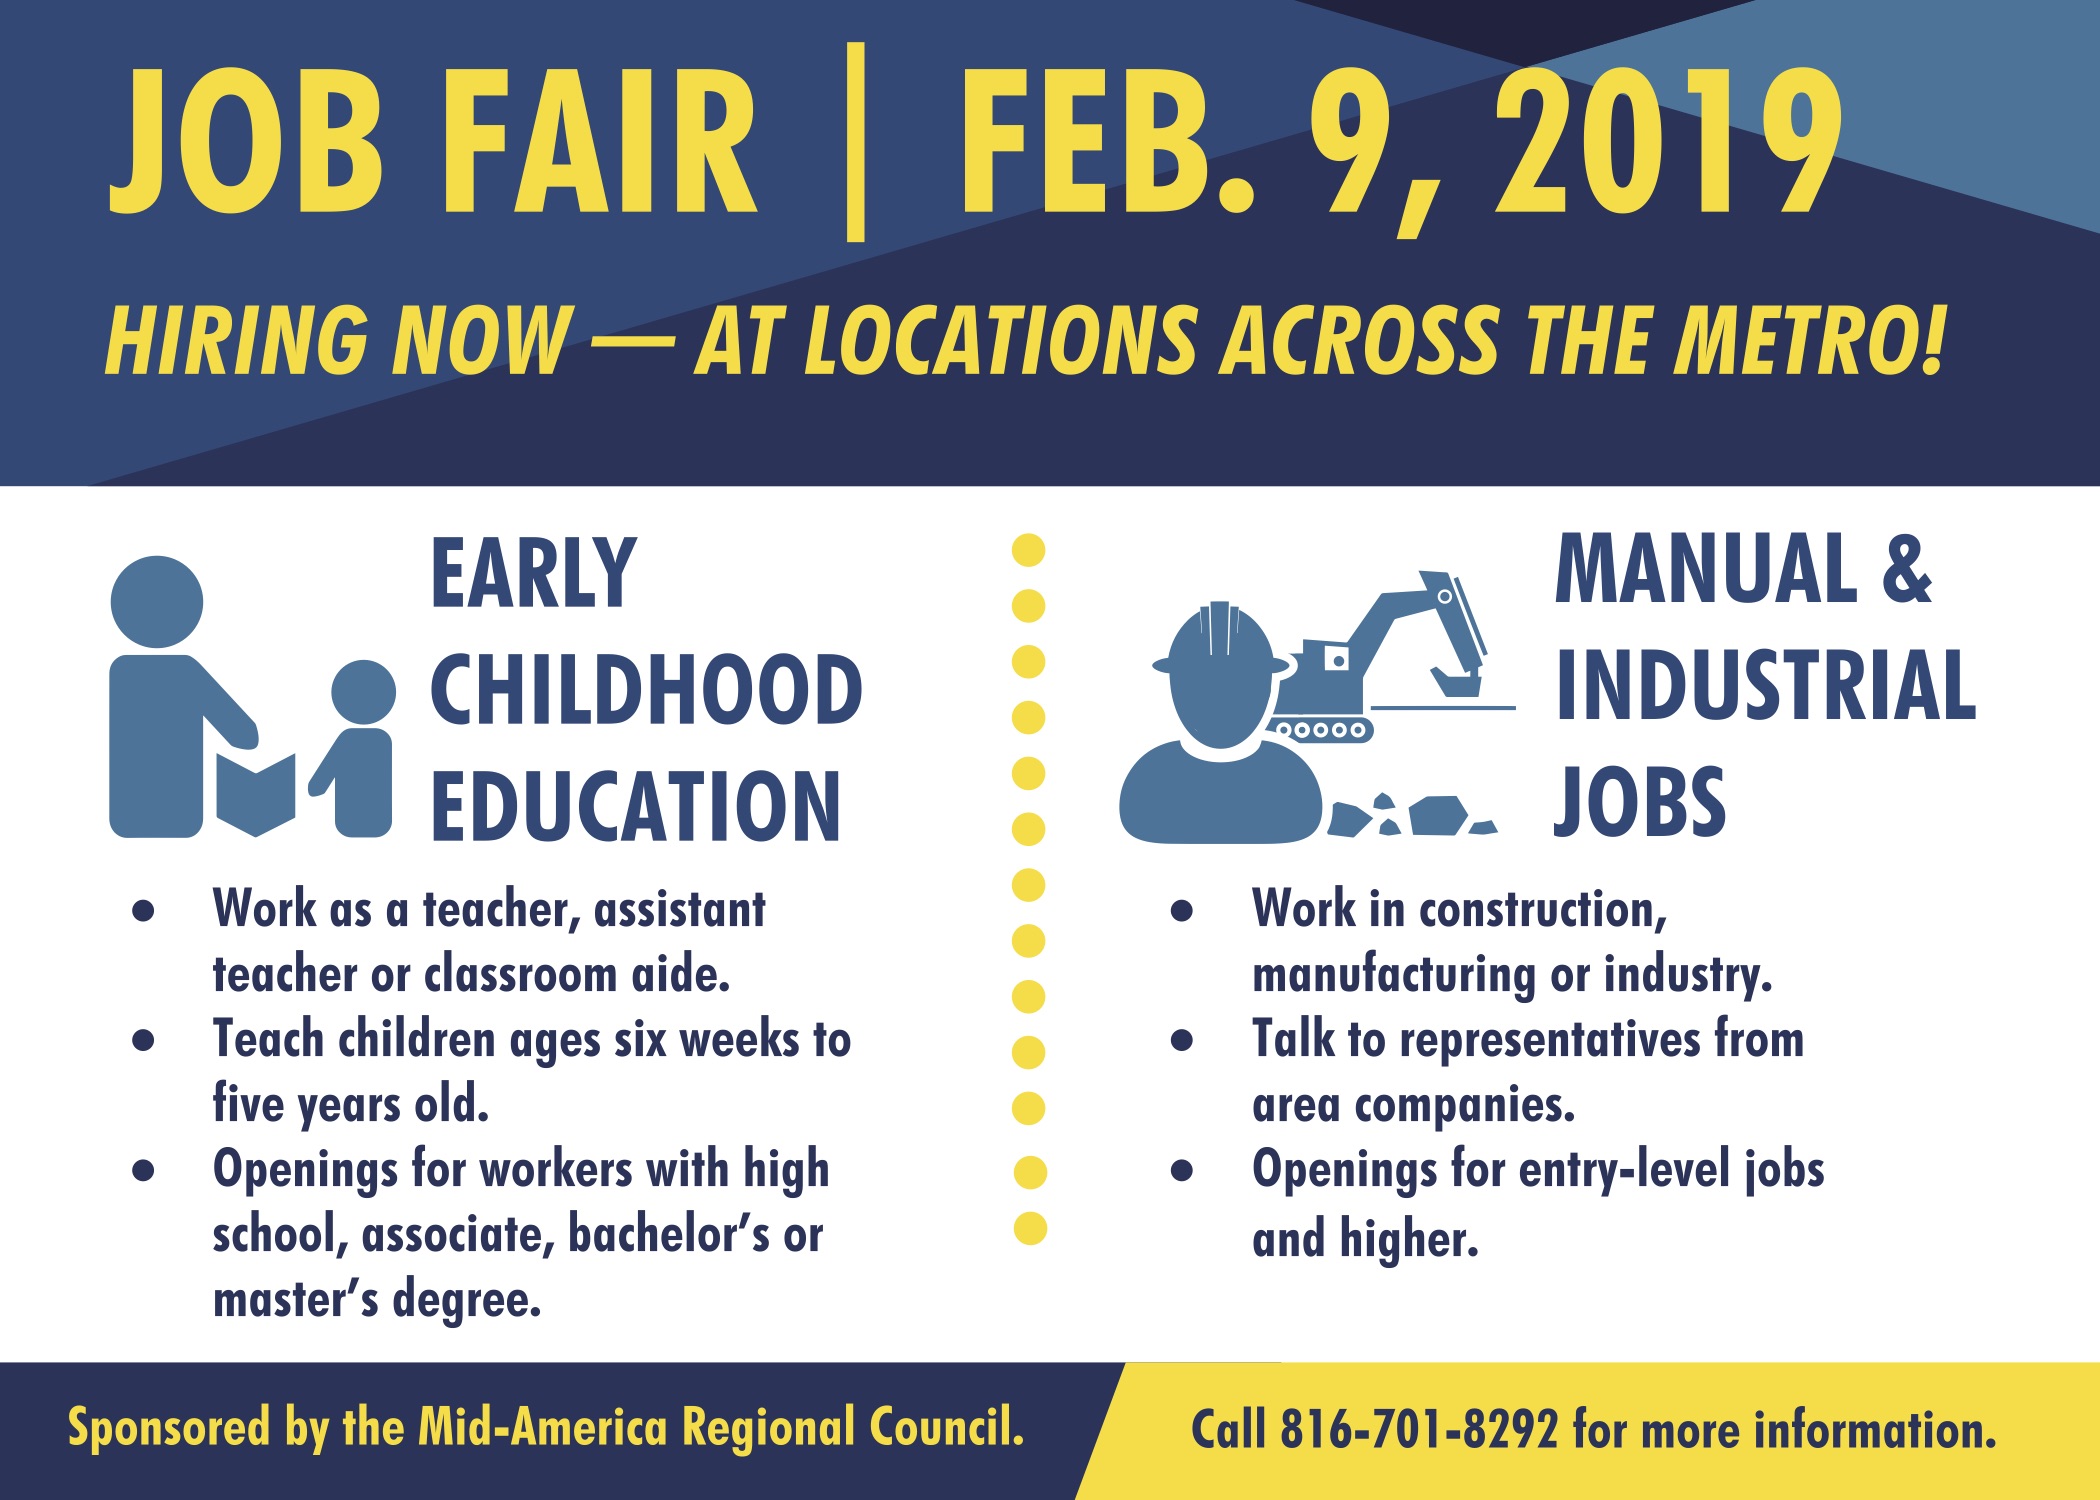 JOB FAIR | FEB. 9, 2019
HIRING NOW — AT LOCATIONS ACROSS THE METRO!
EARLY
CHILDHOOD
EDUCATION
• Work as a teacher, assistant
teacher or classroom aide.
• Teach children ages six weeks to
five years old.
• Openings for workers with high
school, associate, bachelor’s or
master’s degree.
MANUAL &
INDUSTRIAL
JOBS
• Work in construction,
manufacturing or industry.
• Talk to representatives from
area companies.
• Openings for entry-level jobs
and higher.
Sponsored by the Mid-America Regional Council.
Call 816-701-8292 for more information.